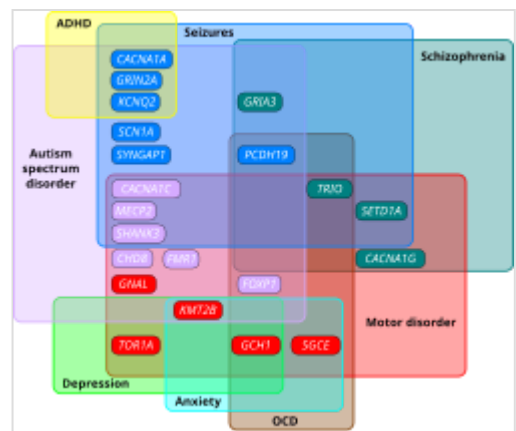 ADHD
Seizures
Schizophrenia
CACNA1A
GRIN2A
KCNQ2
GRIA3
SCN1A
SYNGAP1
PCDH19
Autism
spectrum
disorder
CACNA1C
TRIO
MECP2
SETD1A
SHANK3
CHD8
FMR1
CACNA1G
GNAL
FOXP1
KMT2B
Motor disorder
TOR1A
GCH1
SGCE
Depression
Anxiety
OCD